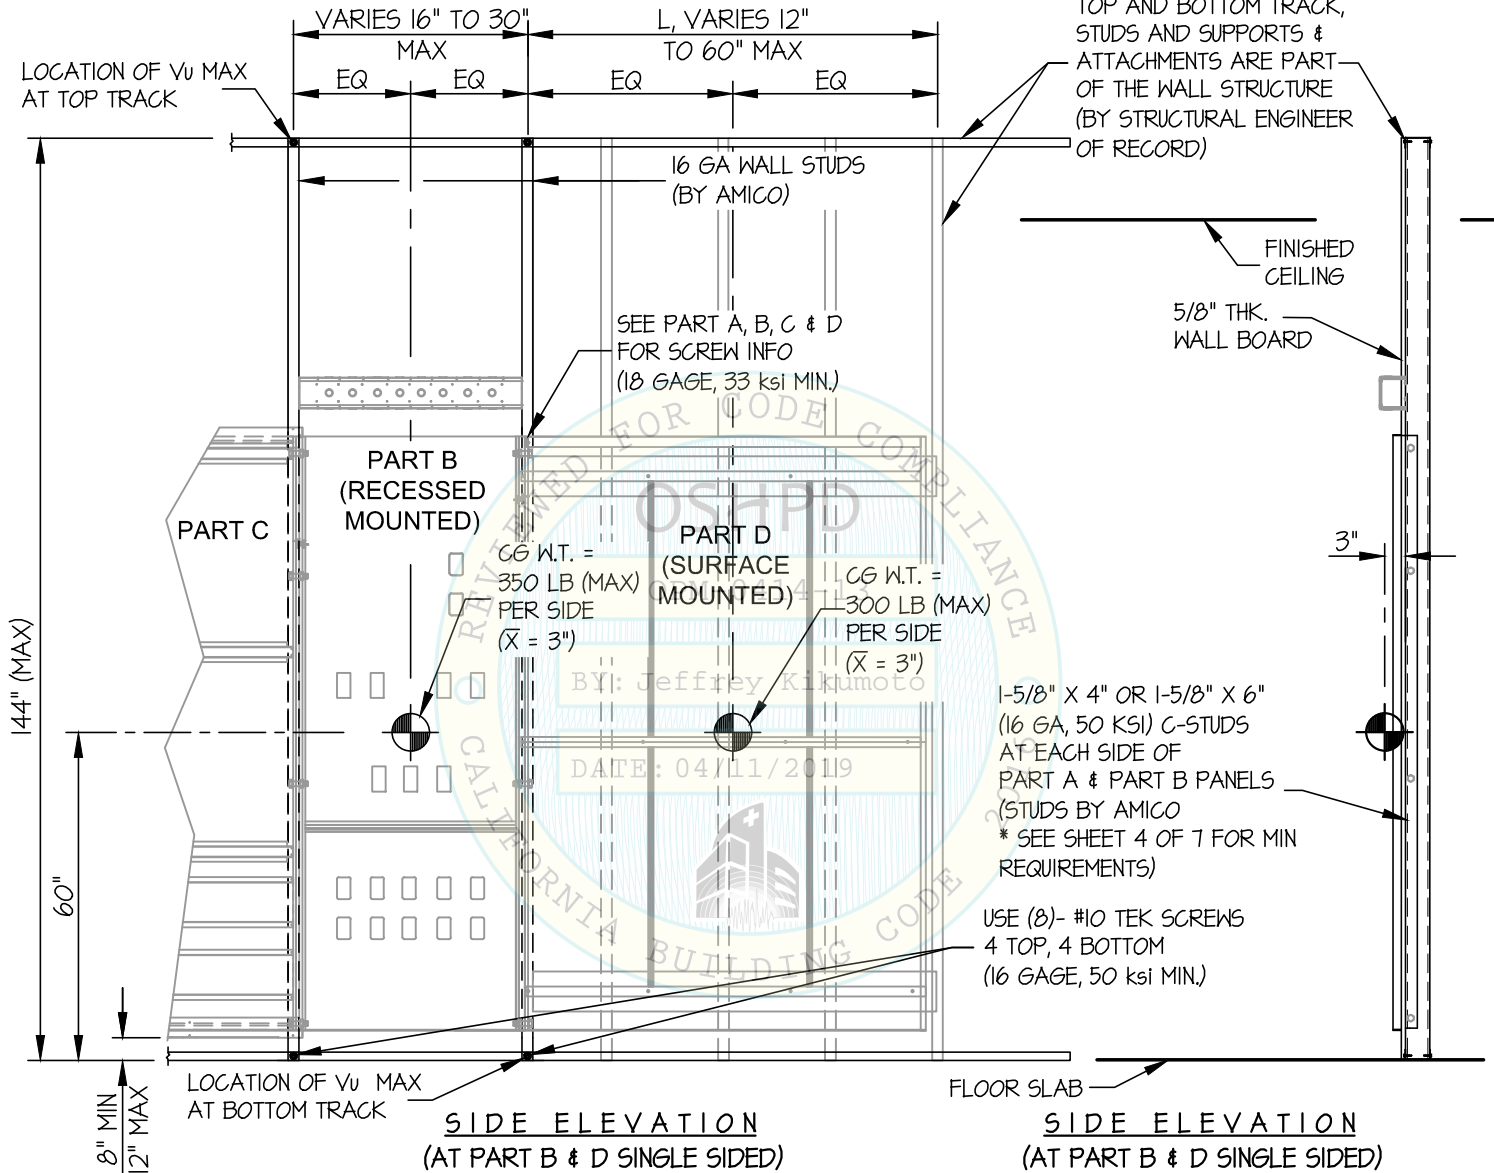 VARIES 16" TO 30"
MAX
L, VARIES 12"
TO 60" MAX
TOP AND BOTTOM TRACK,
STUDS AND SUPPORTS &
ATTACHMENTS ARE PART
OF THE WALL STRUCTURE
(BY STRUCTURAL ENGINEER
OF RECORD)
LOCATION OF Vu MAX
AT TOP TRACK
EQ
EQ
EQ
EQ
16 GA WALL STUDS
(BY AMICO)
FINISHED
CEILING
5/8" THK.
WALL BOARD
SEE PART A, B, C & D
FOR SCREW INFO
(18 GAGE, 33 ksi MIN.)
PART B
(RECESSED
MOUNTED)
PART C
PART D
(SURFACE
MOUNTED)
CG W.T. =
350 LB (MAX)
PER SIDE
(X̅ = 3")
CG W.T. =
300 LB (MAX)
PER SIDE
(X̅ = 3")
3"
144" (MAX)
60"
8" MIN
12" MAX
1-5/8" X 4" OR 1-5/8" X 6"
(16 GA, 50 KSI) C-STUDS
AT EACH SIDE OF
PART A & PART B PANELS
(STUDS BY AMICO
* SEE SHEET 4 OF 7 FOR MIN
REQUIREMENTS)
USE (8)- #10 TEK SCREWS
4 TOP, 4 BOTTOM
(16 GAGE, 50 ksi MIN.)
LOCATION OF Vu MAX
AT BOTTOM TRACK
FLOOR SLAB
SIDE ELEVATION
(AT PART B & D SINGLE SIDED)
SIDE ELEVATION
(AT PART B & D SINGLE SIDED)
REVIEWED FOR CODE COMPLIANCE
OSHPD
OPM-0414-13
BY: Jeffrey Kikumoto
DATE: 04/11/2019
CALIFORNIA BUILDING CODE